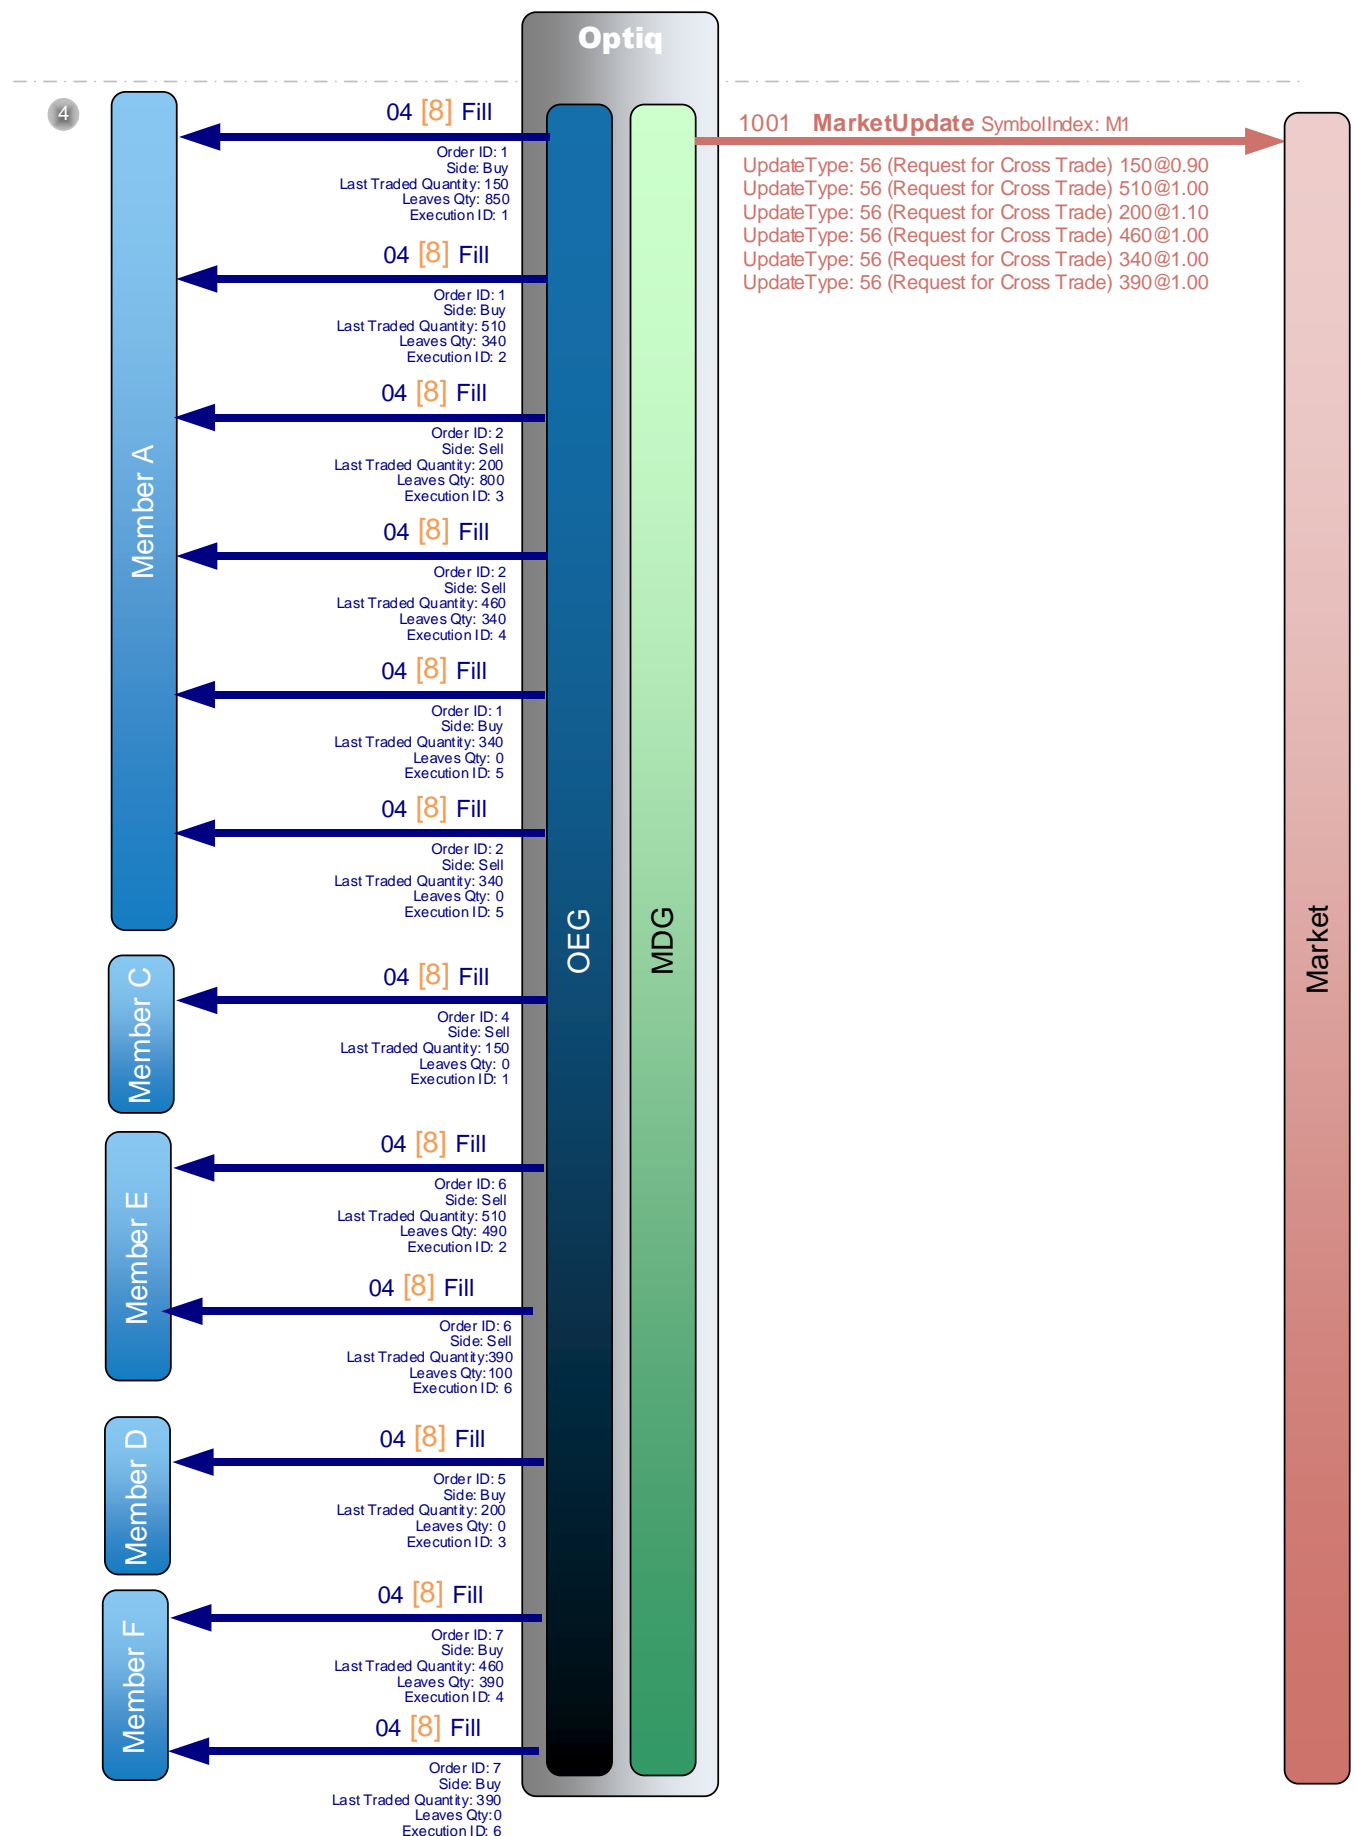 Optiq
4
04 [8] Fill
Order ID: 1
Side: Buy
Last Traded Quantity: 150
Leaves Qty: 850
Execution ID: 1
04 [8] Fill
Order ID: 1
Side: Buy
Last Traded Quantity: 510
Leaves Qty: 340
Execution ID: 2
04 [8] Fill
Order ID: 2
Side: Sell
Last Traded Quantity: 200
Leaves Qty: 800
Execution ID: 3
04 [8] Fill
Order ID: 2
Side: Sell
Last Traded Quantity: 460
Leaves Qty: 340
Execution ID: 4
04 [8] Fill
Order ID: 1
Side: Buy
Last Traded Quantity: 340
Leaves Qty: 0
Execution ID: 5
04 [8] Fill
Order ID: 2
Side: Sell
Last Traded Quantity: 340
Leaves Qty: 0
Execution ID: 5
Member A
04 [8] Fill
Order ID: 4
Side: Sell
Last Traded Quantity: 150
Leaves Qty: 0
Execution ID: 1
Member C
04 [8] Fill
Order ID: 6
Side: Sell
Last Traded Quantity: 510
Leaves Qty: 490
Execution ID: 2
04 [8] Fill
Order ID: 6
Side: Sell
Last Traded Quantity:390
Leaves Qty:100
Execution ID: 6
Member E
04 [8] Fill
Order ID: 5
Side: Buy
Last Traded Quantity: 200
Leaves Qty: 0
Execution ID: 3
Member D
04 [8] Fill
Order ID: 7
Side: Buy
Last Traded Quantity: 460
Leaves Qty: 390
Execution ID: 4
04 [8] Fill
Order ID: 7
Side: Buy
Last Traded Quantity: 390
Leaves Qty:0
Execution ID: 6
Member F
OEG
MDG
1001 MarketUpdate SymbolIndex: M1
UpdateType: 56 (Request for Cross Trade) 150@0.90
UpdateType: 56 (Request for Cross Trade) 510@1.00
UpdateType: 56 (Request for Cross Trade) 200@1.10
UpdateType: 56 (Request for Cross Trade) 460@1.00
UpdateType: 56 (Request for Cross Trade) 340@1.00
UpdateType: 56 (Request for Cross Trade) 390@1.00
Market